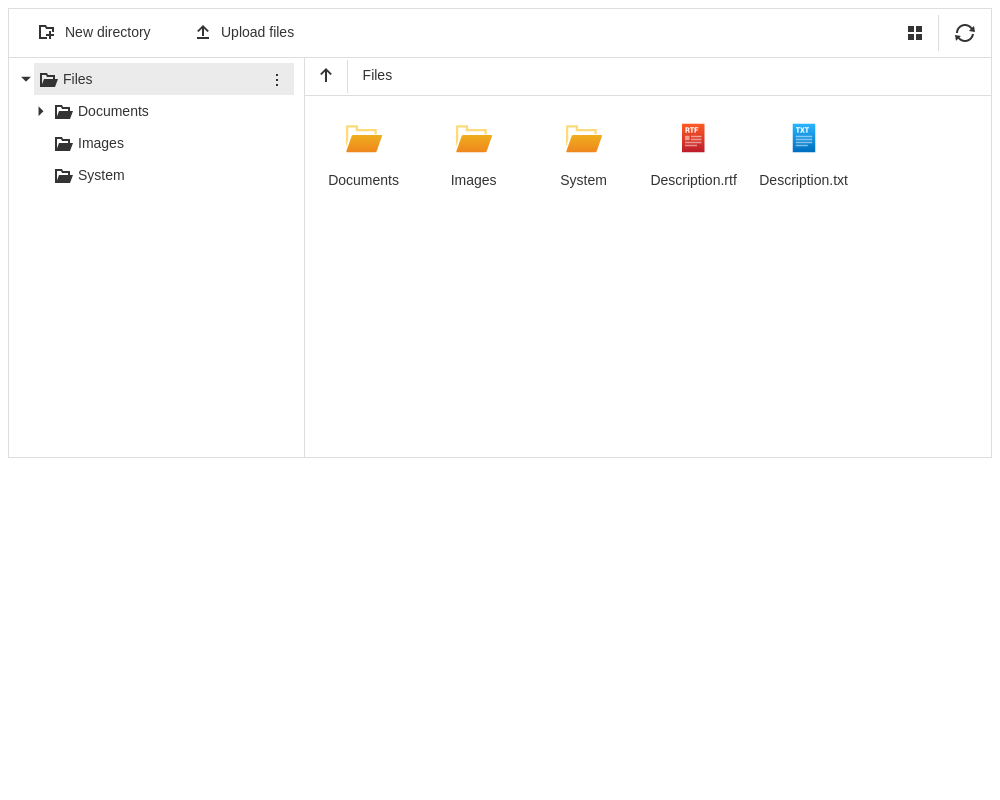 New directory
Upload files
Files
Documents
Images
System
Files
Documents
Images
System
RTF
Description.rtf
TXT
Description.txt